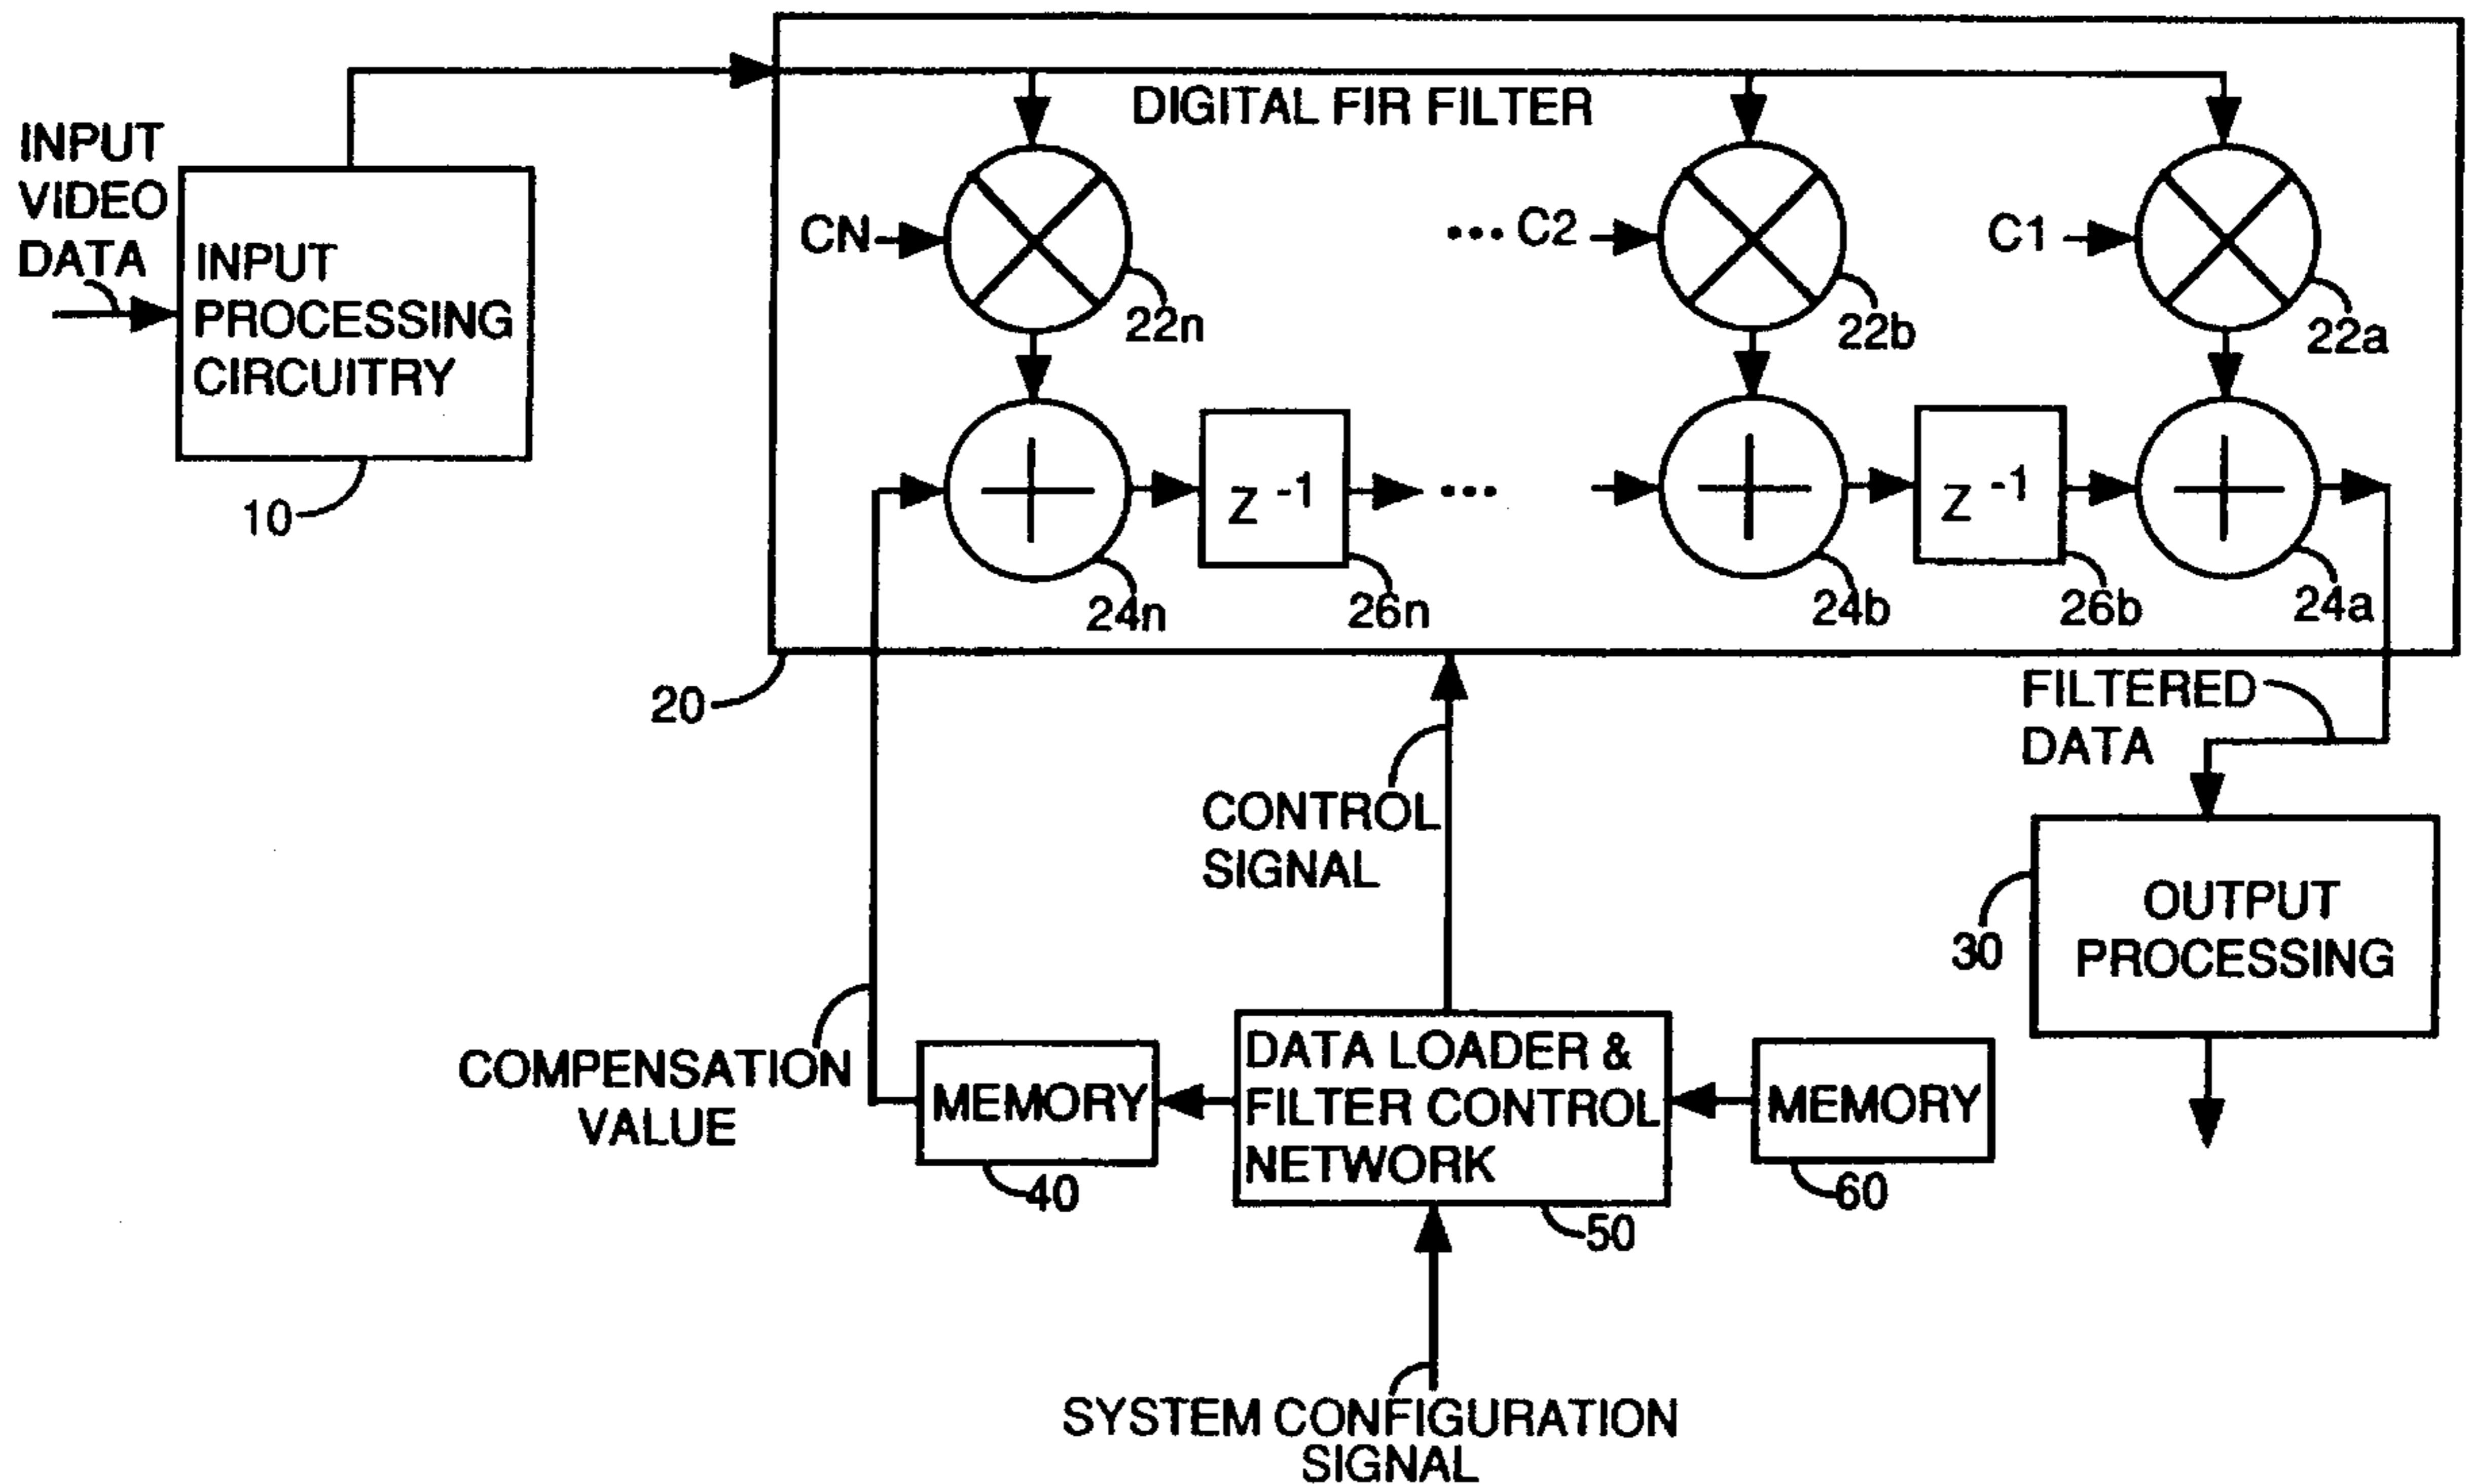 INPUT
VIDEO
DATA
INPUT
PROCESSING
CIRCUITRY
10
DIGITAL FIR FILTER
CN
22n
••• C2
22b
C1
22a
24n
Z -1
26n
•••
24b
Z -1
26b
24a
20
FILTERED
DATA
CONTROL
SIGNAL
OUTPUT
PROCESSING
30
COMPENSATION
VALUE
MEMORY
40
DATA LOADER &
FILTER CONTROL
NETWORK
50
MEMORY
60
SYSTEM CONFIGURATION
SIGNAL